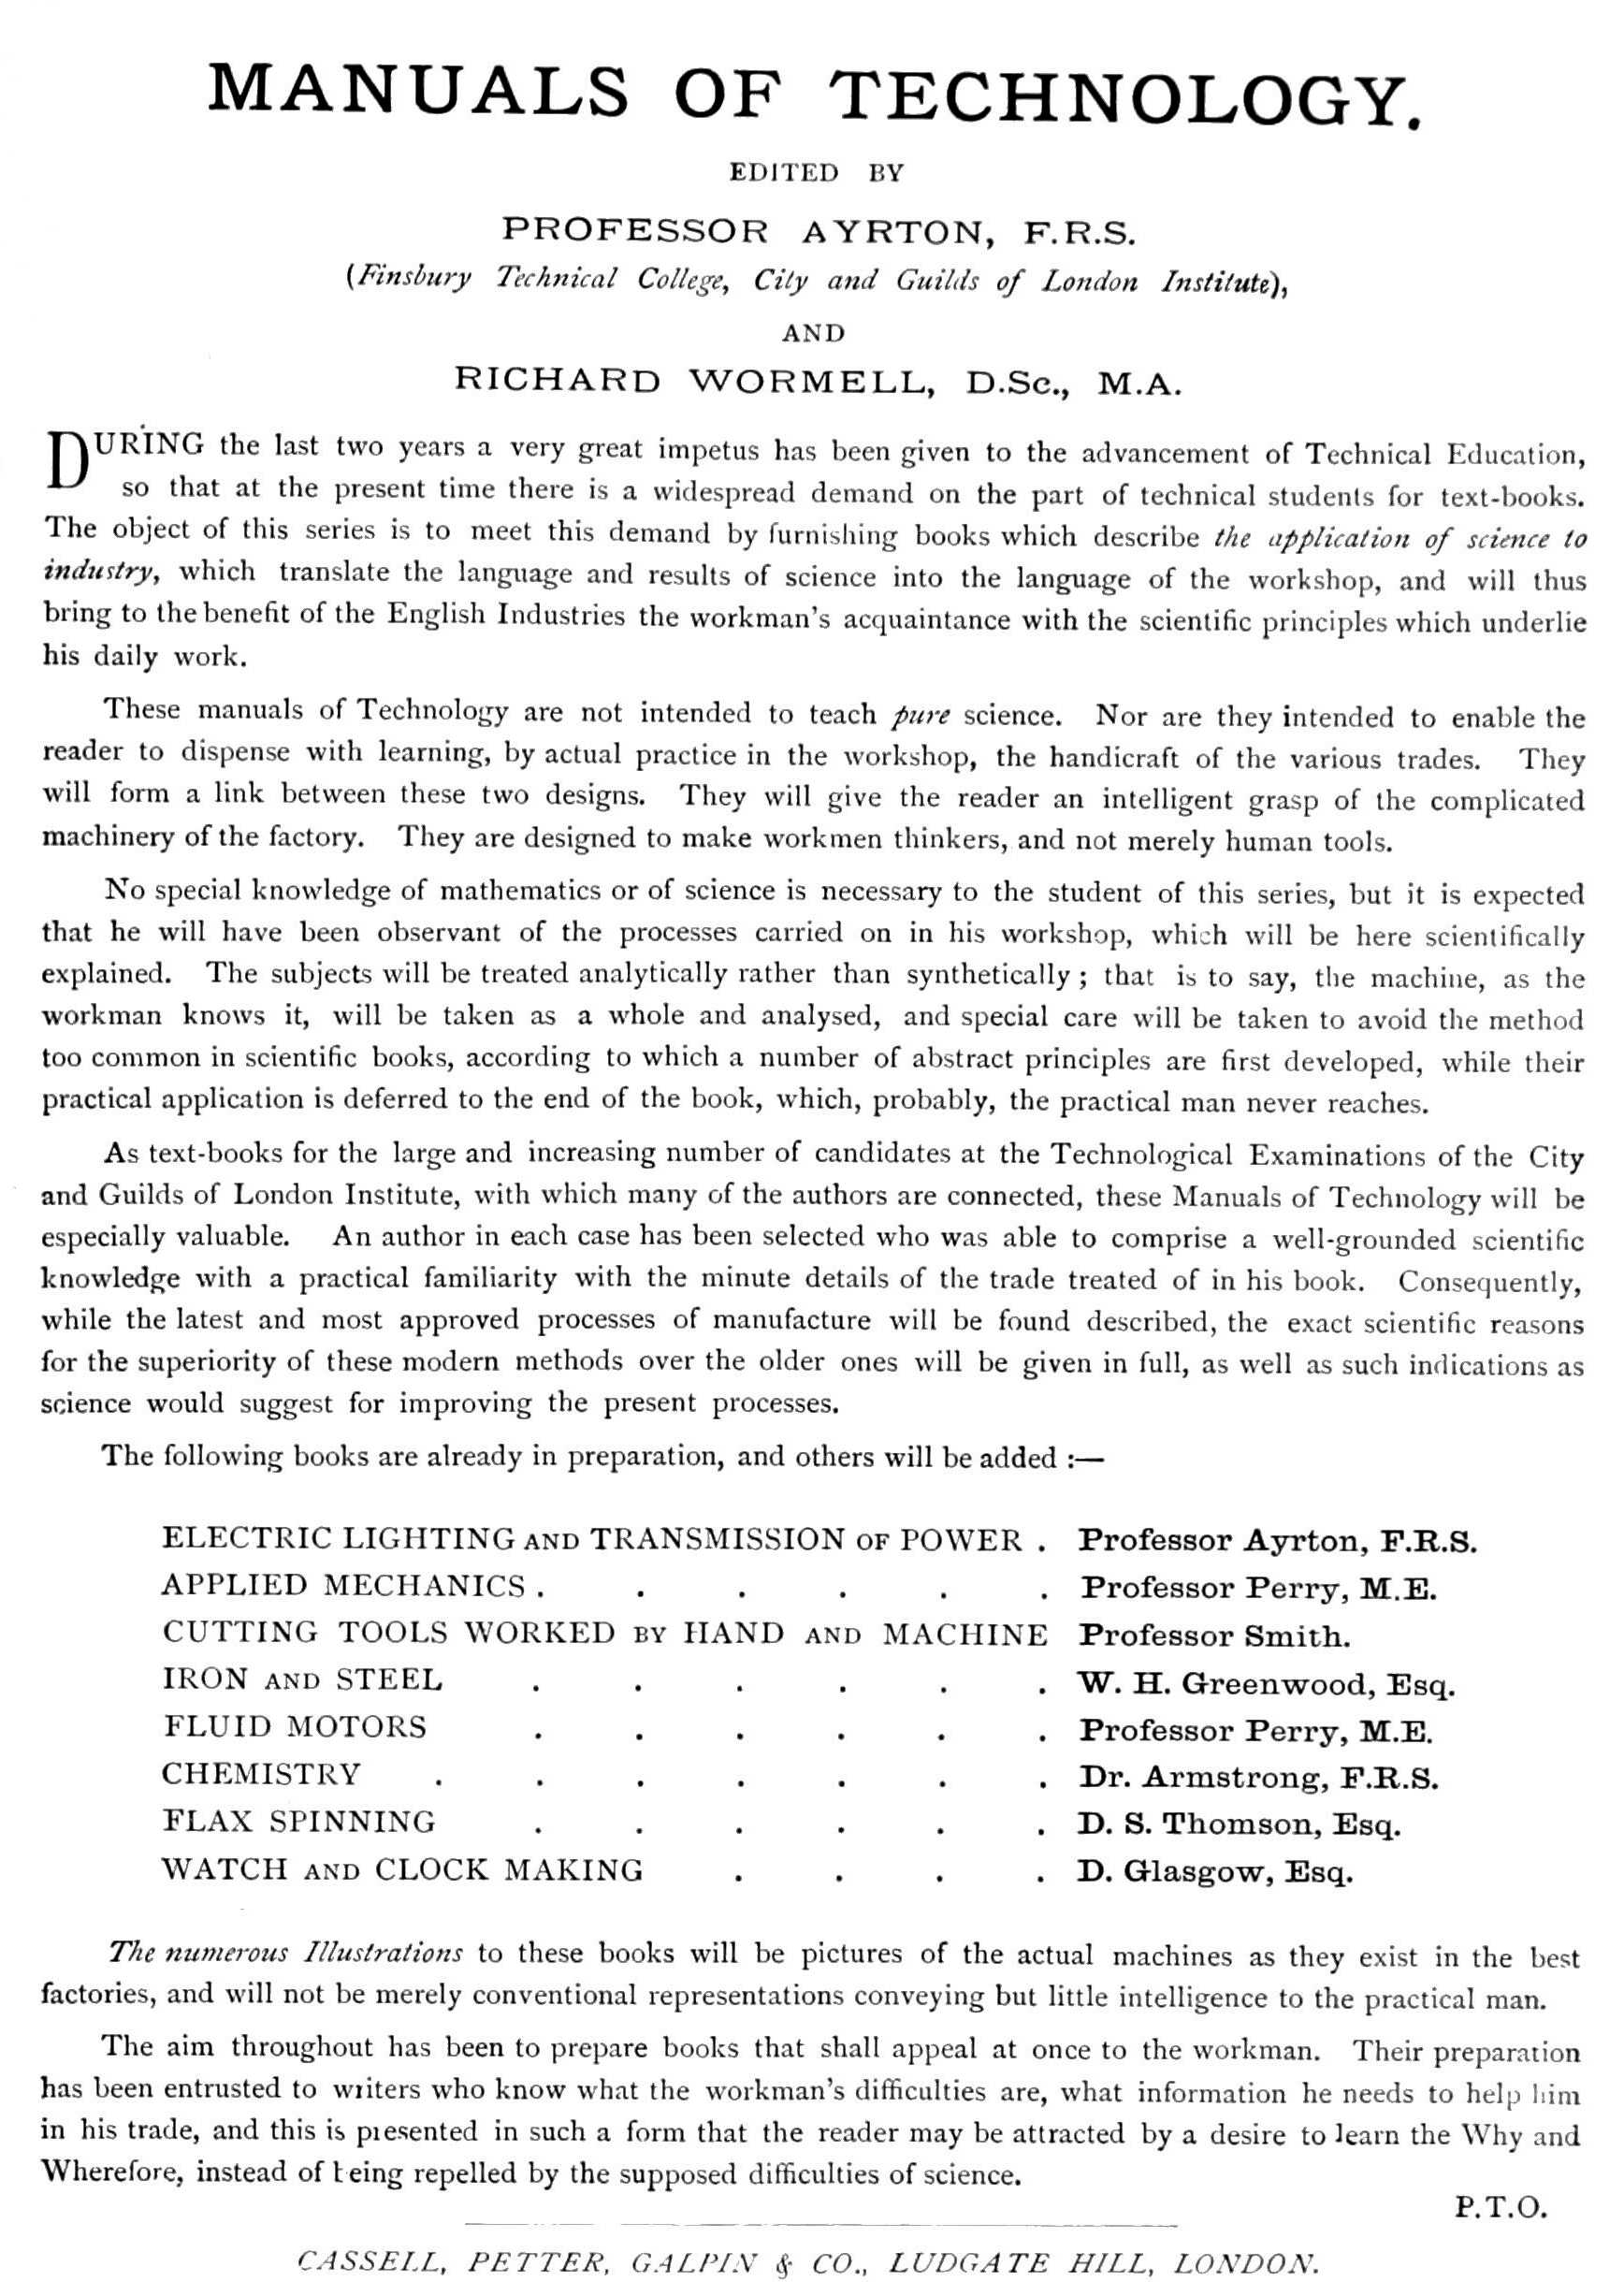 MANUALS OF TECHNOLOGY.
EDITED BY
PROFESSOR AYRTON, F.R.S.
(Finsbury Technical College, City and Guilds of London Institute),
AND
RICHARD WORMELL, D.Sc., M.A.
DURING the last two years a very great impetus has been given to the advancement of Technical Education,
so that at the present time there is a widespread demand on the part of technical students for text-books.
The object of this series is to meet this demand by furnishing books which describe the application of science to
industry, which translate the language and results of science into the language of the workshop, and will thus
bring to the benefit of the English Industries the workman's acquaintance with the scientific principles which underlie
his daily work.
These manuals of Technology are not intended to teach pure science. Nor are they intended to enable the
reader to dispense with learning, by actual practice in the workshop, the handicraft of the various trades. They
will form a link between these two designs. They will give the reader an intelligent grasp of the complicated
machinery of the factory. They are designed to make workmen thinkers, and not merely human tools.
No special knowledge of mathematics or of science is necessary to the student of this series, but it is expected
that he will have been observant of the processes carried on in his workshop, which will be here scientifically
explained. The subjects will be treated analytically rather than synthetically; that is to say, the machine, as the
workman knows it, will be taken as a whole and analysed, and special care will be taken to avoid the method
too common in scientific books, according to which a number of abstract principles are first developed, while their
practical application is deferred to the end of the book, which, probably, the practical man never reaches.
As text-books for the large and increasing number of candidates at the Technological Examinations of the City
and Guilds of London Institute, with which many of the authors are connected, these Manuals of Technology will be
especially valuable. An author in each case has been selected who was able to comprise a well-grounded scientific
knowledge with a practical familiarity with the minute details of the trade treated of in his book. Consequently,
while the latest and most approved processes of manufacture will be found described, the exact scientific reasons
for the superiority of these modern methods over the older ones will be given in full, as well as such indications as
science would suggest for improving the present processes.
The following books are already in preparation, and others will be added :—
ELECTRIC LIGHTING AND TRANSMISSION OF POWER . Professor Ayrton, F.R.S.
APPLIED MECHANICS . . . . . . Professor Perry, M.E.
CUTTING TOOLS WORKED BY HAND AND MACHINE Professor Smith.
IRON AND STEEL . . . . . . W. H. Greenwood, Esq.
FLUID MOTORS . . . . . . Professor Perry, M.E.
CHEMISTRY . . . . . . . Dr. Armstrong, F.R.S.
FLAX SPINNING . . . . . . D. S. Thomson, Esq.
WATCH AND CLOCK MAKING . . . . D. Glasgow, Esq.
The numerous Illustrations to these books will be pictures of the actual machines as they exist in the best
factories, and will not be merely conventional representations conveying but little intelligence to the practical man.
The aim throughout has been to prepare books that shall appeal at once to the workman. Their preparation
has been entrusted to writers who know what the workman's difficulties are, what information he needs to help him
in his trade, and this is presented in such a form that the reader may be attracted by a desire to learn the Why and
Wherefore, instead of being repelled by the supposed difficulties of science.
P.T.O.
CASSELL, PETTER, GALPIN & CO., LUDGATE HILL, LONDON.